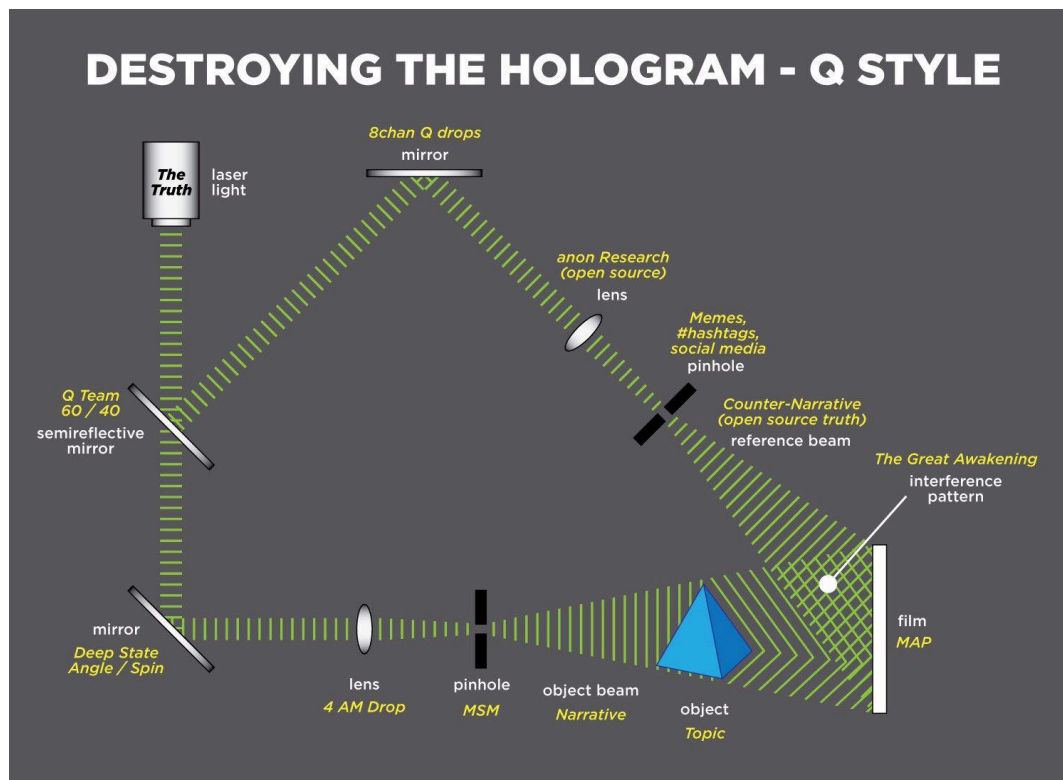 DESTROYING THE HOLOGRAM - Q STYLE
8chan Q drops
mirror
The
Truth
laser
light
anon Research
(open source)
lens
Memes,
#hashtags,
social media
pinhole
Q Team
60 / 40
semireflective
mirror
Counter-Narrative
(open source truth)
reference beam
The Great Awakening
interference
pattern
mirror
Deep State
Angle / Spin
lens
4 AM Drop
pinhole
MSM
object beam
Narrative
object
Topic
film
MAP